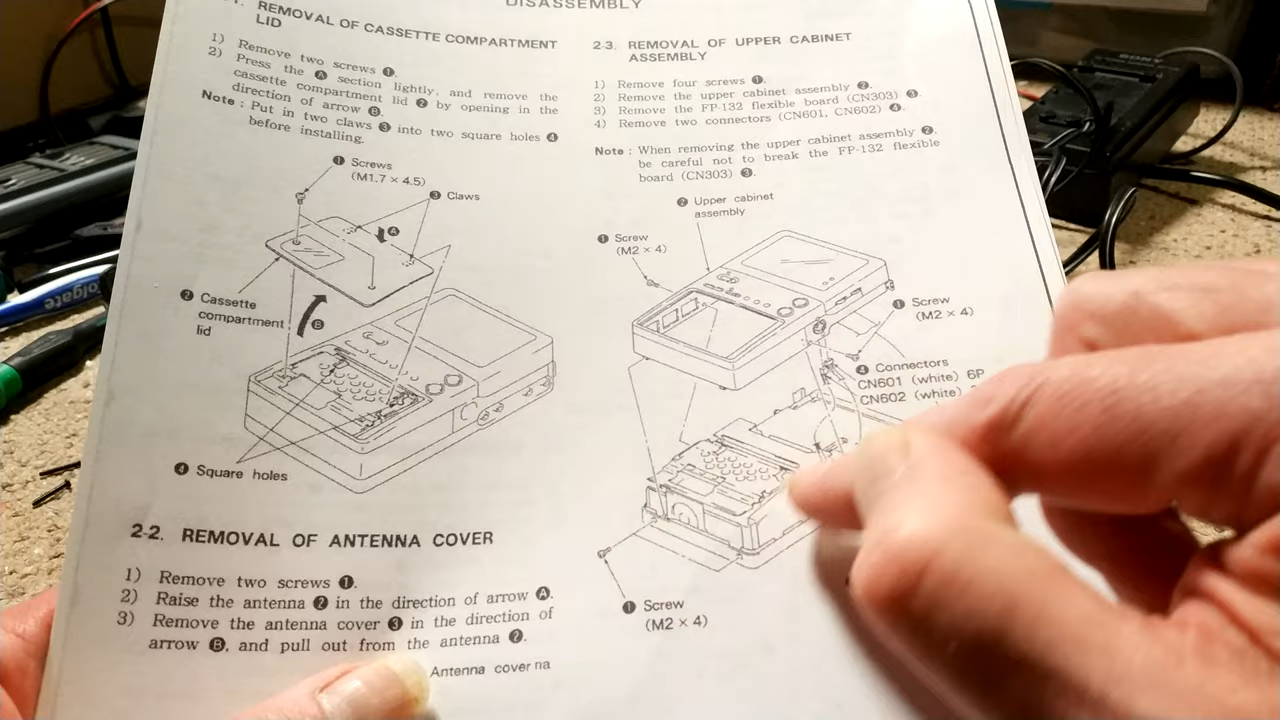 DISASSEMBLY
REMOVAL OF CASSETTE COMPARTMENT
LID
1) Remove two screws ❶.
2) Press the Ⓐ section lightly, and remove the
cassette compartment lid ❷ by opening in the
direction of arrow Ⓑ.
Note : Put in two claws ❸ into two square holes ❹
before installing.
❶ Screws
(M1.7 × 4.5)
❸ Claws
Ⓐ
❷ Cassette
compartment
lid
Ⓑ
❹ Square holes
2-2. REMOVAL OF ANTENNA COVER
1) Remove two screws ❶.
2) Raise the antenna ❷ in the direction of arrow Ⓐ.
3) Remove the antenna cover ❸ in the direction of
arrow Ⓑ, and pull out from the antenna ❷.
Antenna cover
2-3. REMOVAL OF UPPER CABINET
ASSEMBLY
1) Remove four screws ❶.
2) Remove the upper cabinet assembly ❷.
3) Remove the FP-132 flexible board (CN303) ❸.
4) Remove two connectors (CN601, CN602) ❹.
Note : When removing the upper cabinet assembly ❷,
be careful not to break the FP-132 flexible
board (CN303) ❸.
❷ Upper cabinet
assembly
❶ Screw
(M2 × 4)
❶ Screw
(M2 × 4)
❹ Connectors
CN601 (white) 6P
CN602 (white)
❶ Screw
(M2 × 4)
SONY
Colgate